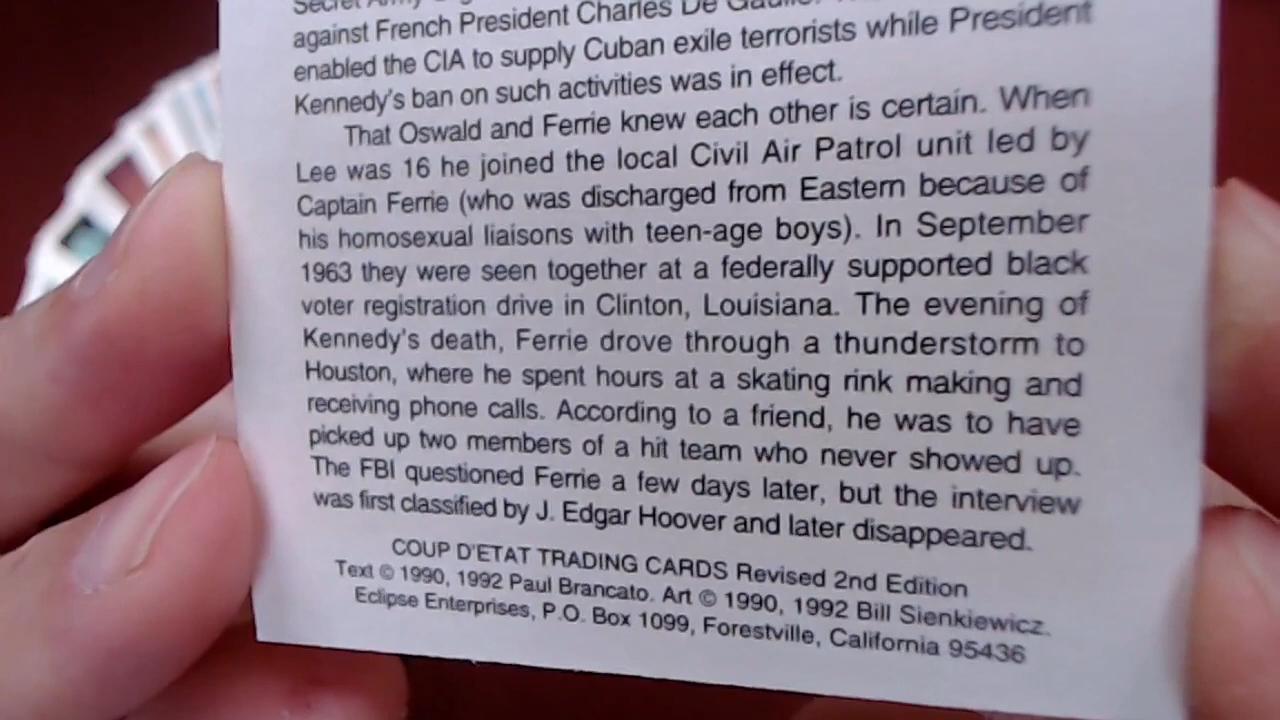 Secret Army
against French President Charles De Gaulle.
enabled the CIA to supply Cuban exile terrorists while President
Kennedy's ban on such activities was in effect.
That Oswald and Ferrie knew each other is certain. When
Lee was 16 he joined the local Civil Air Patrol unit led by
Captain Ferrie (who was discharged from Eastern because of
his homosexual liaisons with teen-age boys). In September
1963 they were seen together at a federally supported black
voter registration drive in Clinton, Louisiana. The evening of
Kennedy's death, Ferrie drove through a thunderstorm to
Houston, where he spent hours at a skating rink making and
receiving phone calls. According to a friend, he was to have
picked up two members of a hit team who never showed up.
The FBI questioned Ferrie a few days later, but the interview
was first classified by J. Edgar Hoover and later disappeared.
COUP D'ETAT TRADING CARDS Revised 2nd Edition
Text © 1990, 1992 Paul Brancato. Art © 1990, 1992 Bill Sienkiewicz.
Eclipse Enterprises, P.O. Box 1099, Forestville, California 95436